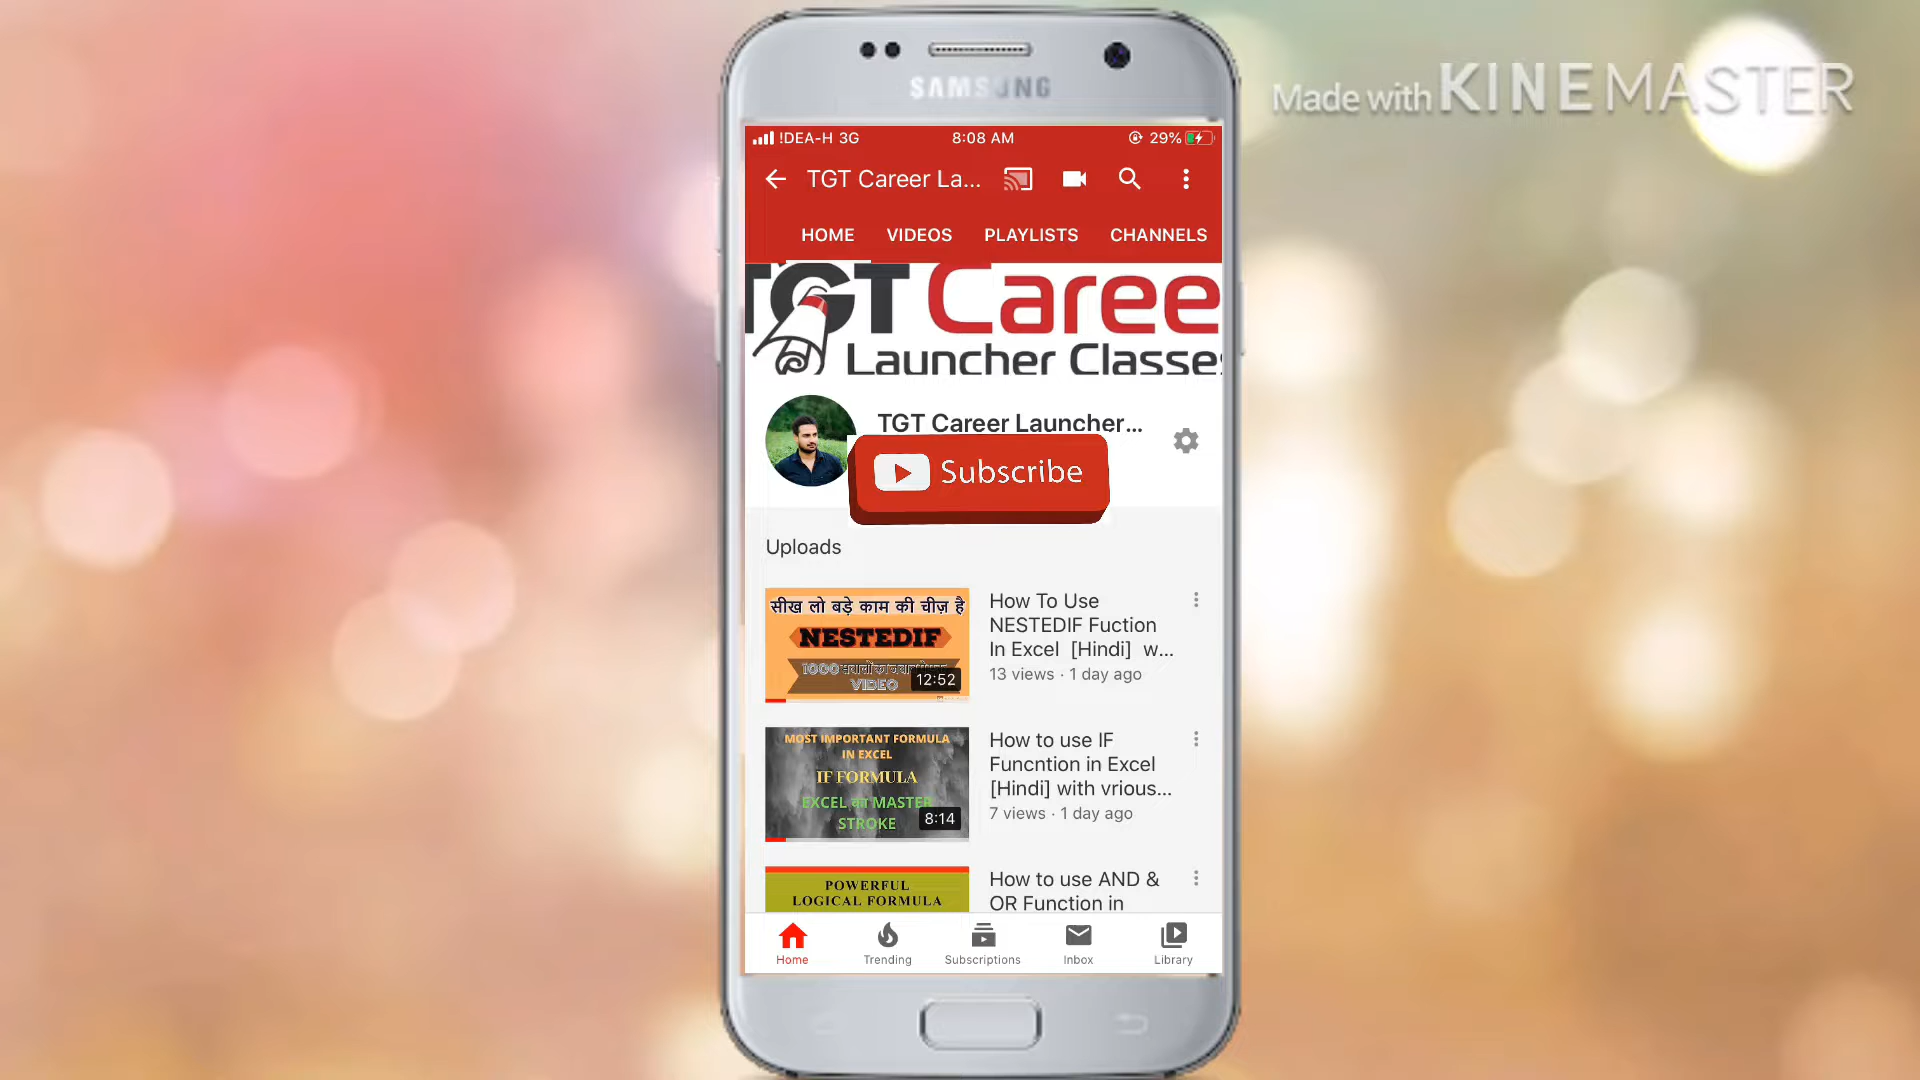 Made with KINEMASTER
SAMSUNG
!DEA-H 3G 8:08 AM 29%
TGT Career La...
HOME VIDEOS PLAYLISTS CHANNELS
TGT Caree
Launcher Classes
TGT Career Launcher...
Subscribe
Uploads
सीख लो बड़े काम की चीज़ है
NESTEDIF
1000
VIDEO
12:52
How To Use
NESTEDIF Fuction
In Excel [Hindi] w...
13 views · 1 day ago
MOST IMPORTANT FORMULA
IN EXCEL
IF FORMULA
EXCEL का MASTER
STROKE
8:14
How to use IF
Funcntion in Excel
[Hindi] with vrious...
7 views · 1 day ago
POWERFUL
LOGICAL FORMULA
How to use AND &
OR Function in
Home Trending Subscriptions Inbox Library